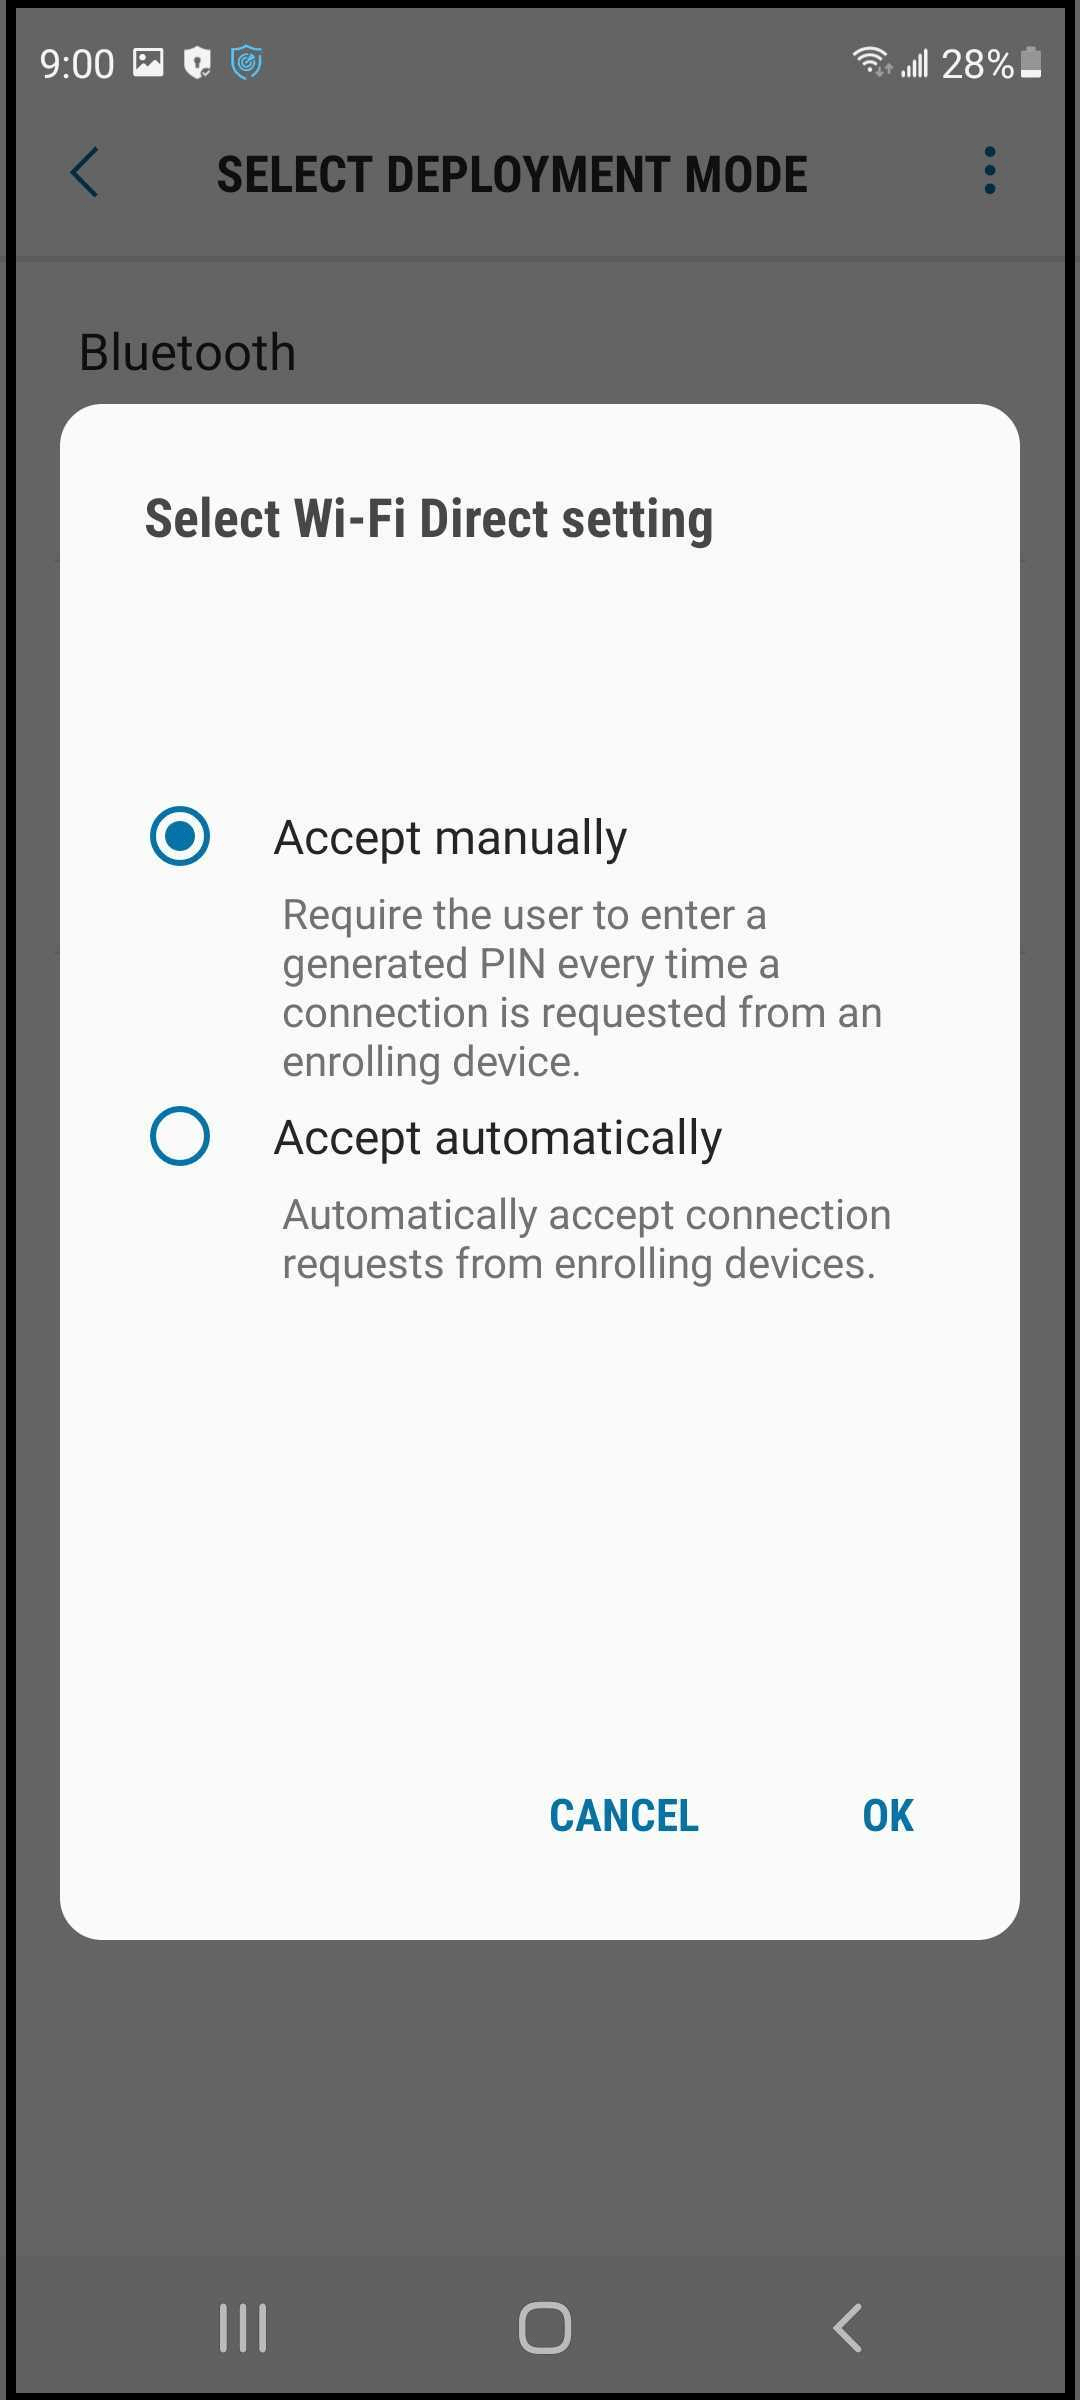 9:00
28%
SELECT DEPLOYMENT MODE
Bluetooth
Select Wi-Fi Direct setting
Accept manually
Require the user to enter a
generated PIN every time a
connection is requested from an
enrolling device.
Accept automatically
Automatically accept connection
requests from enrolling devices.
CANCEL
OK